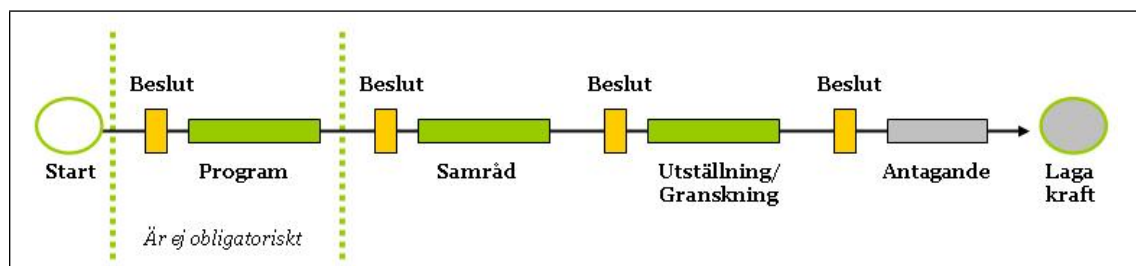 Beslut
Beslut
Beslut
Beslut
Start
Program
Samråd
Utställning/
Granskning
Antagande
Laga
kraft
Är ej obligatoriskt